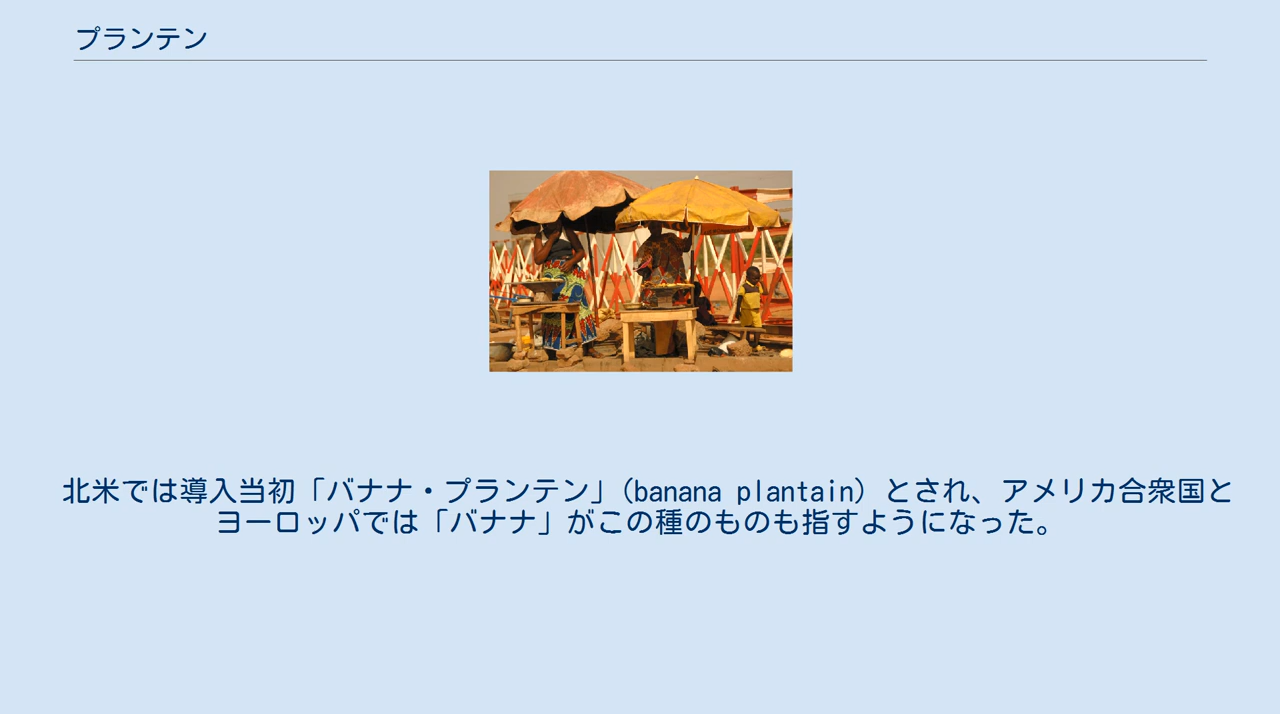 プランテン
北米では導入当初「バナナ・プランテン」(banana plantain) とされ、アメリカ合衆国と
ヨーロッパでは「バナナ」がこの種のものも指すようになった。